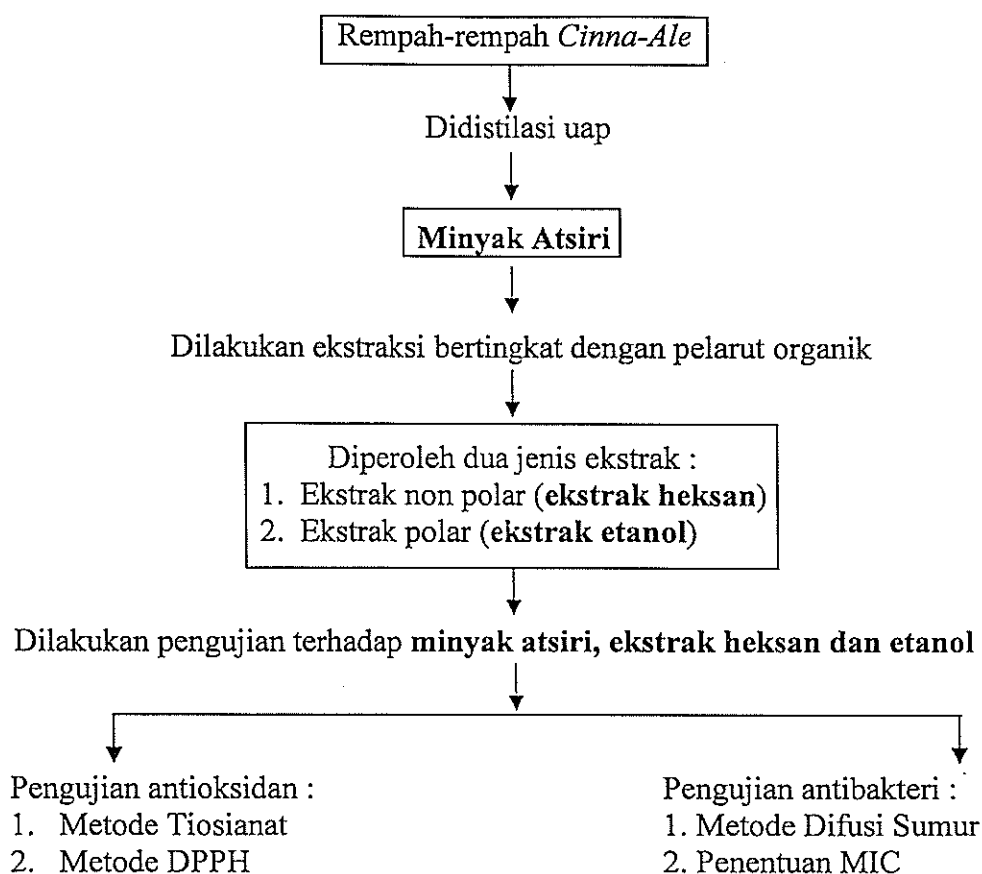 Rempah-rempah Cinna-Ale
Didistilasi uap
Minyak Atsiri
Dilakukan ekstraksi bertingkat dengan pelarut organik
Diperoleh dua jenis ekstrak :
1. Ekstrak non polar (ekstrak heksan)
2. Ekstrak polar (ekstrak etanol)
Dilakukan pengujian terhadap minyak atsiri, ekstrak heksan dan etanol
Pengujian antioksidan :
1. Metode Tiosianat
2. Metode DPPH
Pengujian antibakteri :
1. Metode Difusi Sumur
2. Penentuan MIC